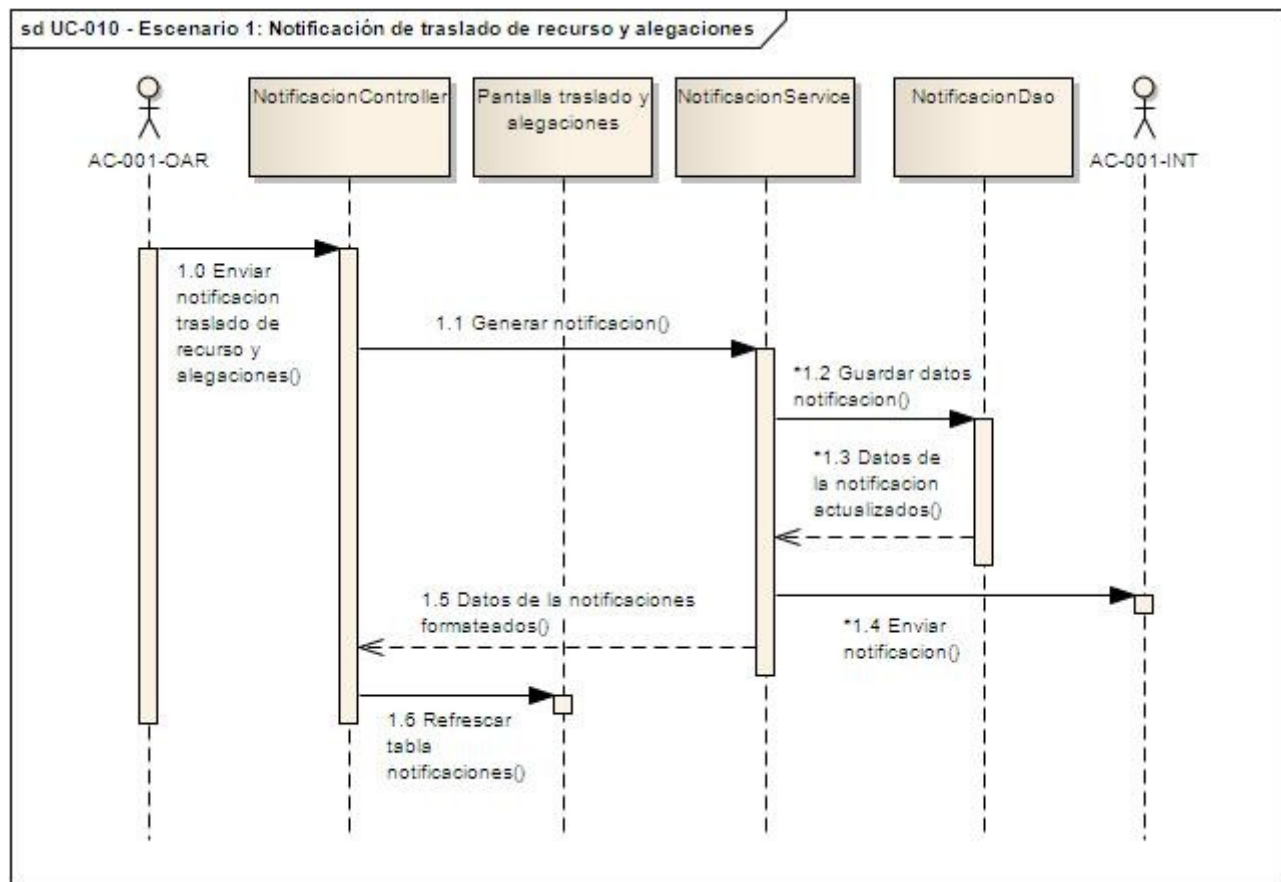 sd UC-010 - Escenario 1: Notificación de traslado de recurso y alegaciones
AC-001-OAR
NotificacionController
Pantalla traslado y
alegaciones
NotificacionService
NotificacionDao
AC-001-INT
1.0 Enviar
notificacion
traslado de
recurso y
alegaciones()
1.1 Generar notificacion()
*1.2 Guardar datos
notificacion()
*1.3 Datos de
la notificacion
actualizados()
*1.4 Enviar
notificacion()
1.5 Datos de la notificaciones
formateados()
1.6 Refrescar
tabla
notificaciones()